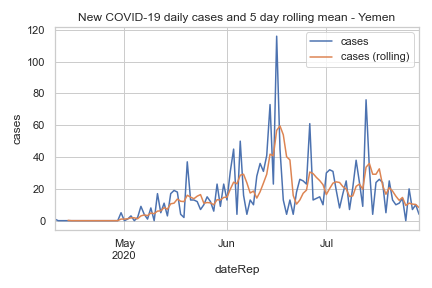 New COVID-19 daily cases and 5 day rolling mean - Yemen
120
100
80
60
40
20
0
cases
cases
cases (rolling)
May
2020
Jun
Jul
dateRep